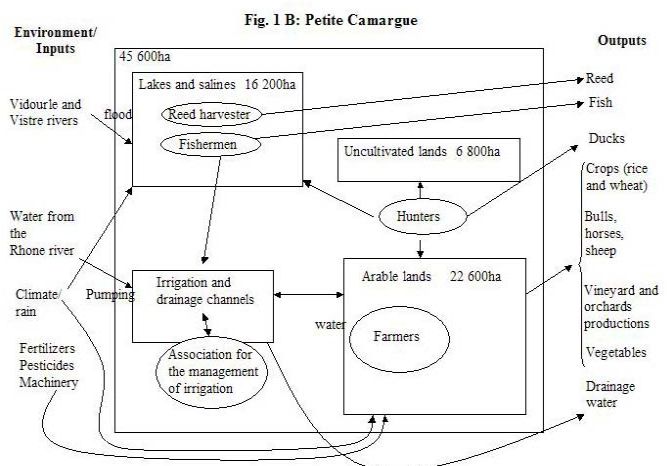 Fig. 1 B: Petite Camargue
Environment/
Inputs
Outputs
45 600ha
Lakes and salines 16 200ha
Reed harvester
Fishermen
Vidourle and
Vistre rivers
flood
Reed
Fish
Ducks
Uncultivated lands 6 800ha
Hunters
Crops (rice
and wheat)
Bulls,
horses,
sheep
Water from
the
Rhone river
Pumping
Irrigation and
drainage channels
Arable lands 22 600ha
water
Farmers
Climate/
rain
Association for
the management
of irrigation
Vineyard and
orchards
productions
Vegetables
Fertilizers
Pesticides
Machinery
Drainage
water